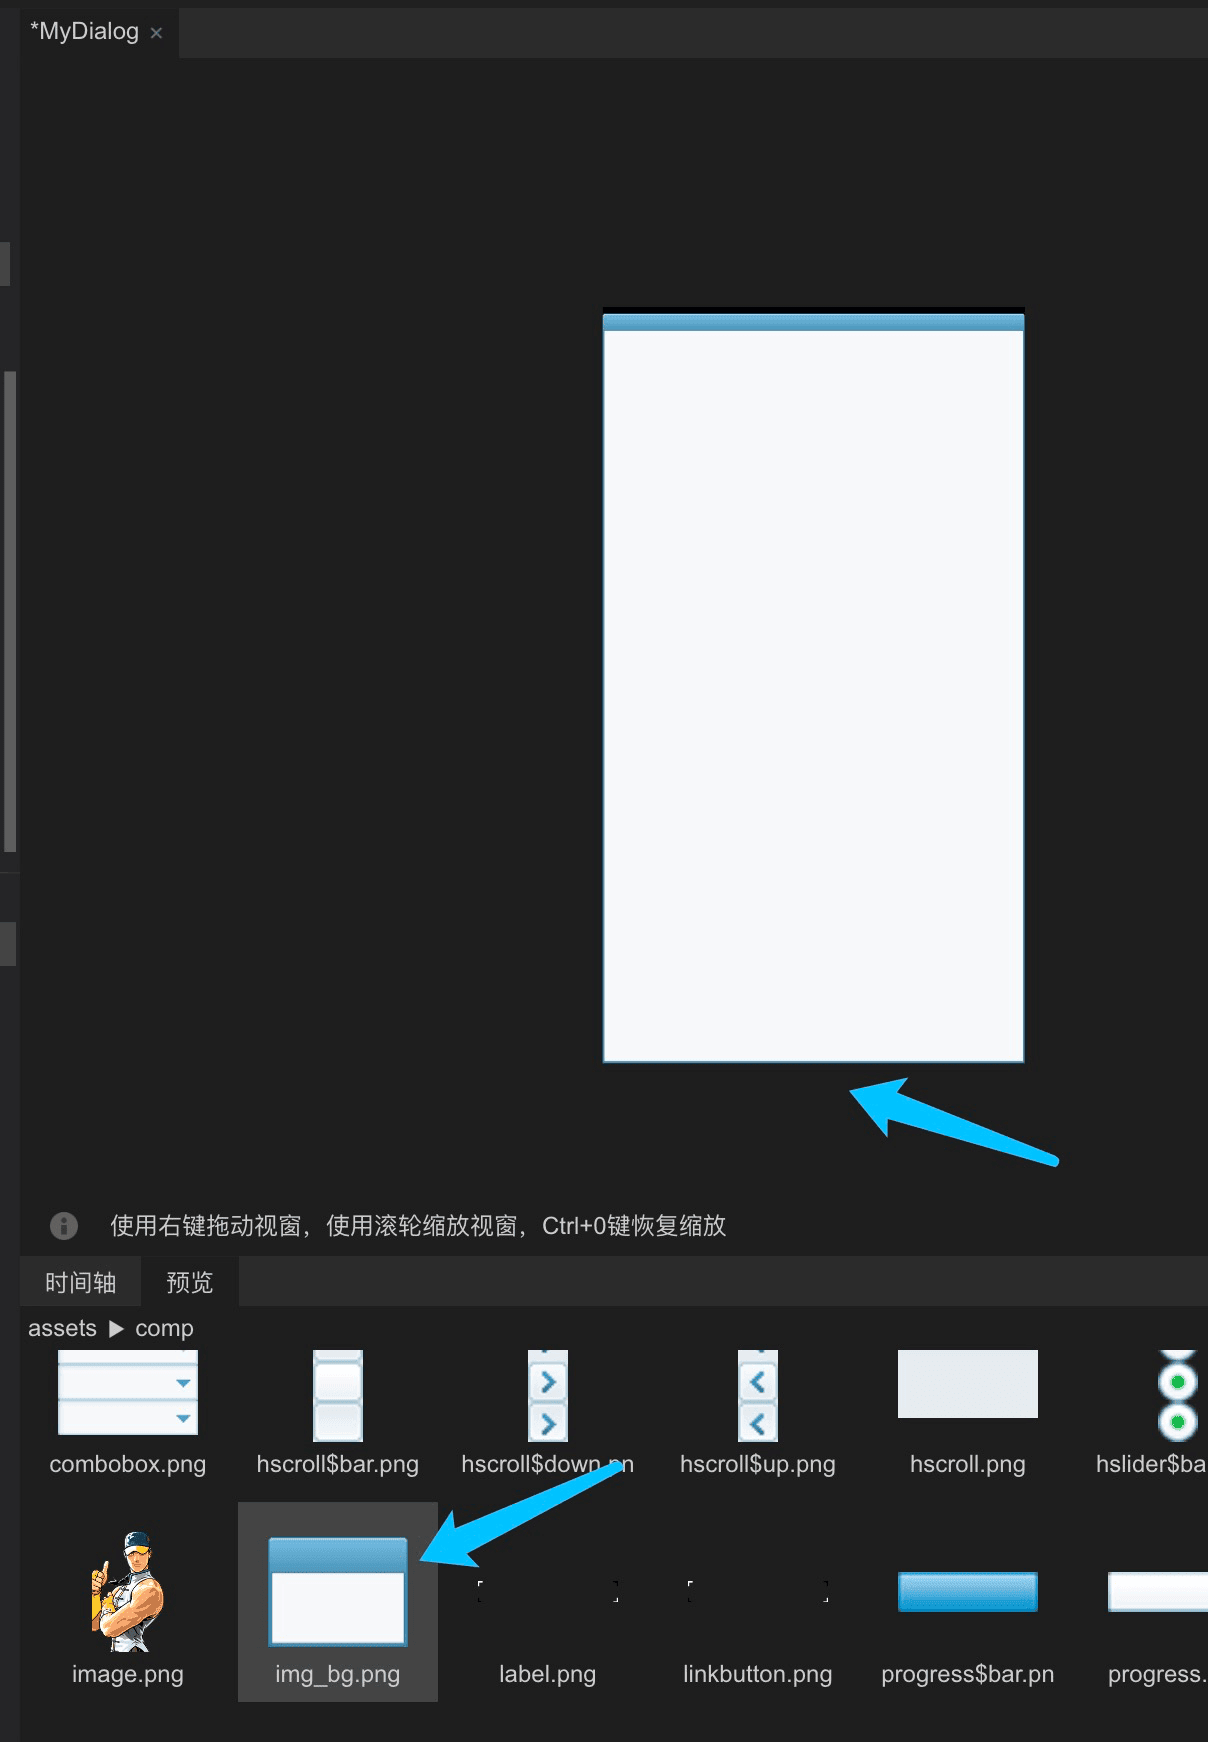 *MyDialog ×
使用右键拖动视窗，使用滚轮缩放视窗，Ctrl+0键恢复缩放
时间轴 预览
assets ▶ comp
combobox.png hscroll$bar.png hscroll$down.pn hscroll$up.png hscroll.png hslider$ba
image.png img_bg.png label.png linkbutton.png progress$bar.pn progress.